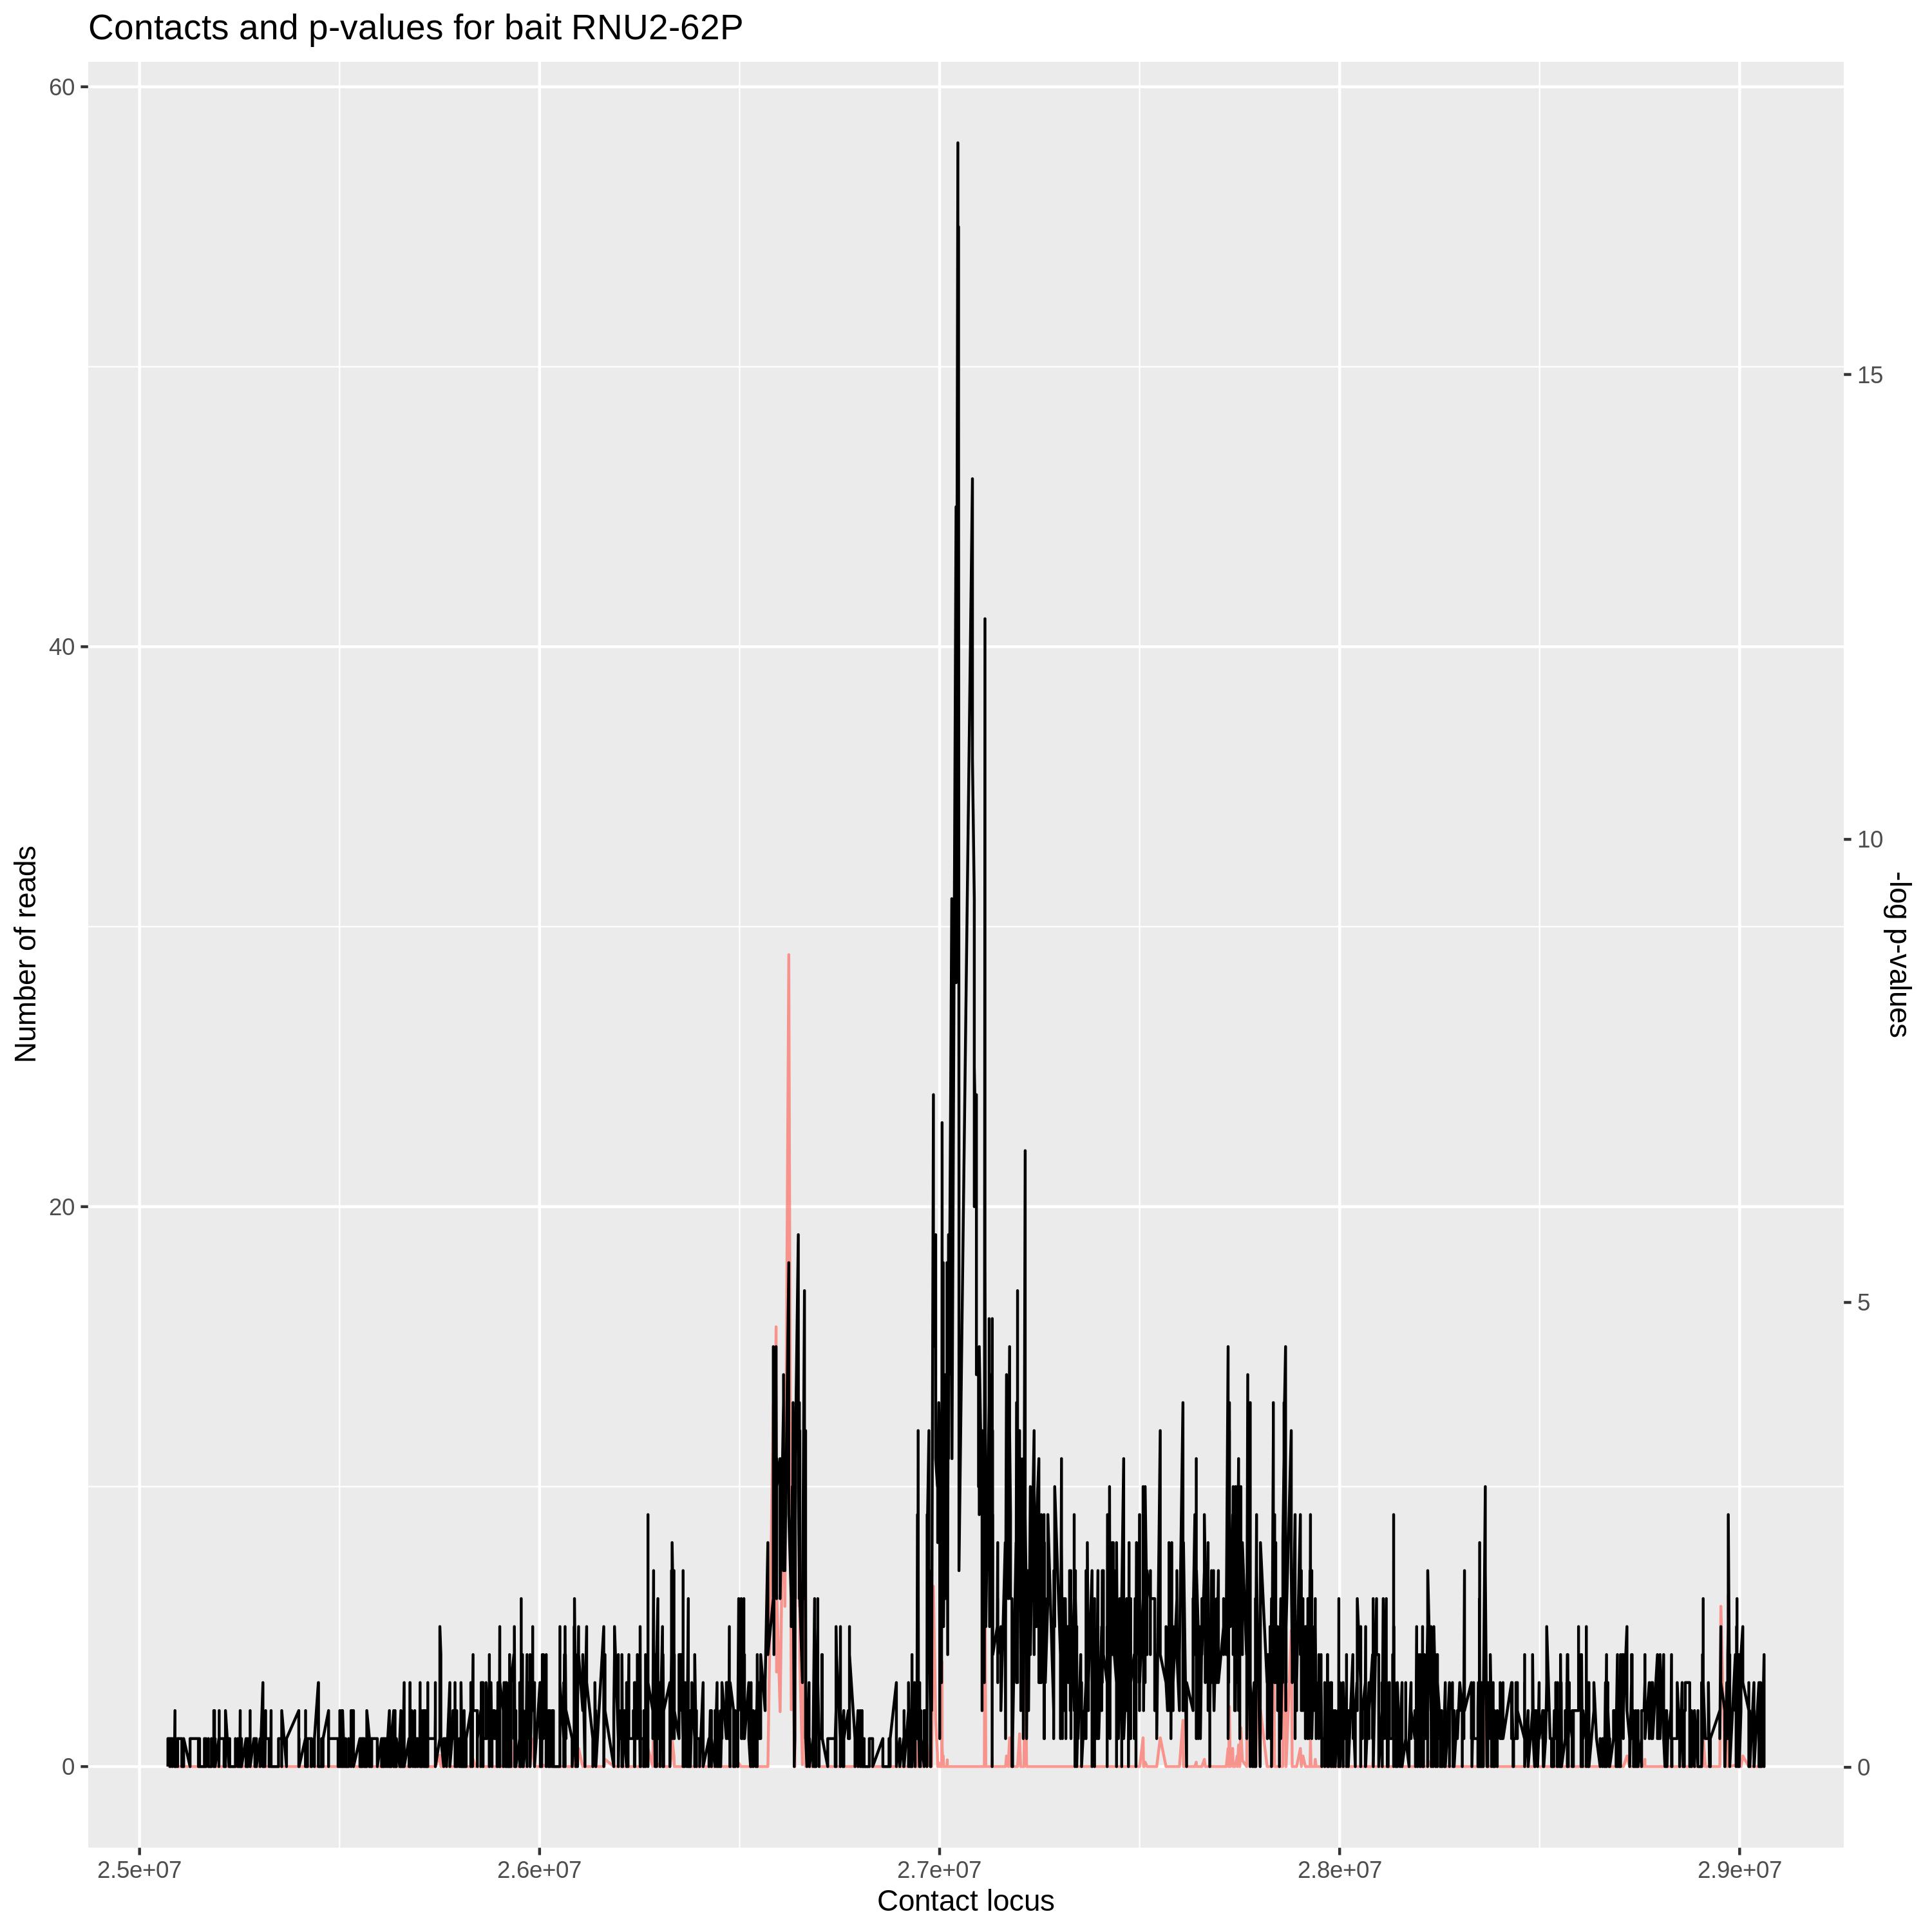 Contacts and p-values for bait RNU2-62P
60
40
20
0
Number of reads
15
10
5
0
-log p-values
2.5e+07
2.6e+07
2.7e+07
2.8e+07
2.9e+07
Contact locus